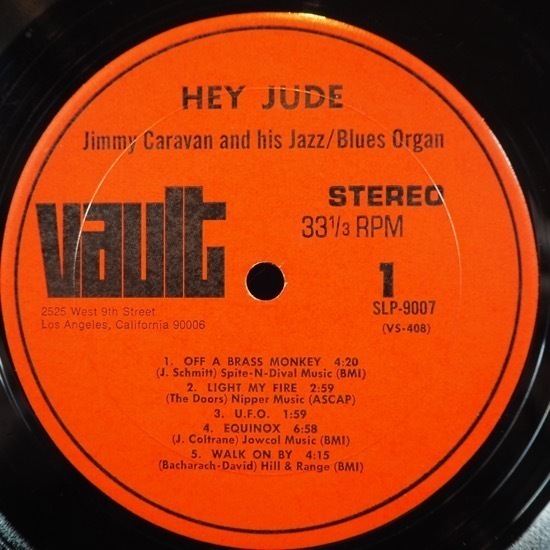 HEY JUDE
Jimmy Caravan and his Jazz/Blues Organ
vault
STEREO
33 1/3 RPM
2525 West 9th Street
Los Angeles, California 90006
1
SLP-9007
(VS-408)
1. OFF A BRASS MONKEY 4:20
(J. Schmitt) Spite-N-Dival Music (BMI)
2. LIGHT MY FIRE 2:59
(The Doors) Nipper Music (ASCAP)
3. U.F.O. 1:59
4. EQUINOX 6:58
(J. Coltrane) Jowcol Music (BMI)
5. WALK ON BY 4:15
(Bacharach-David) Hill & Range (BMI)